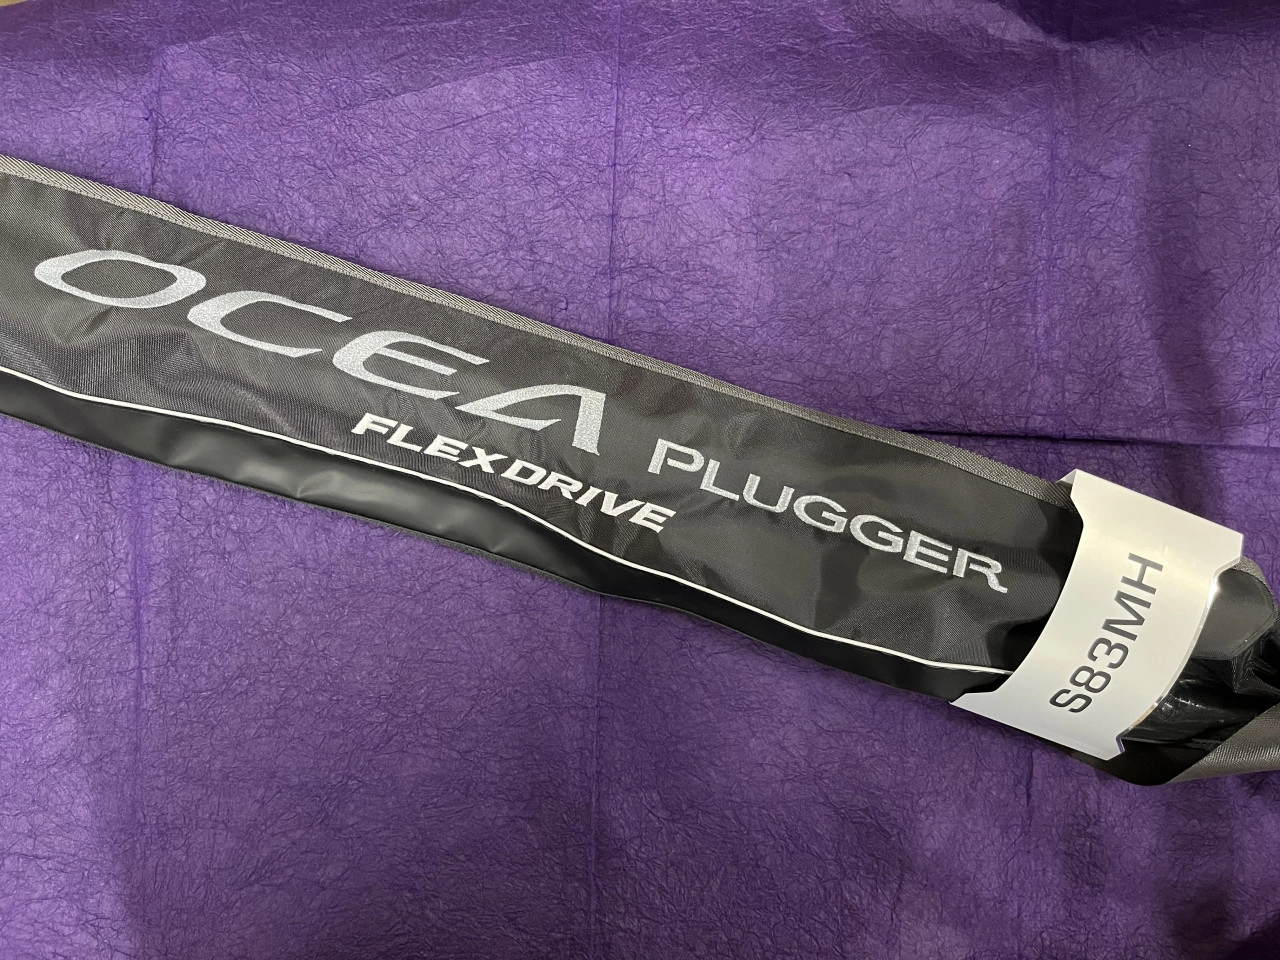 OCEA PLUGGER
FLEXDRIVE
S83MH